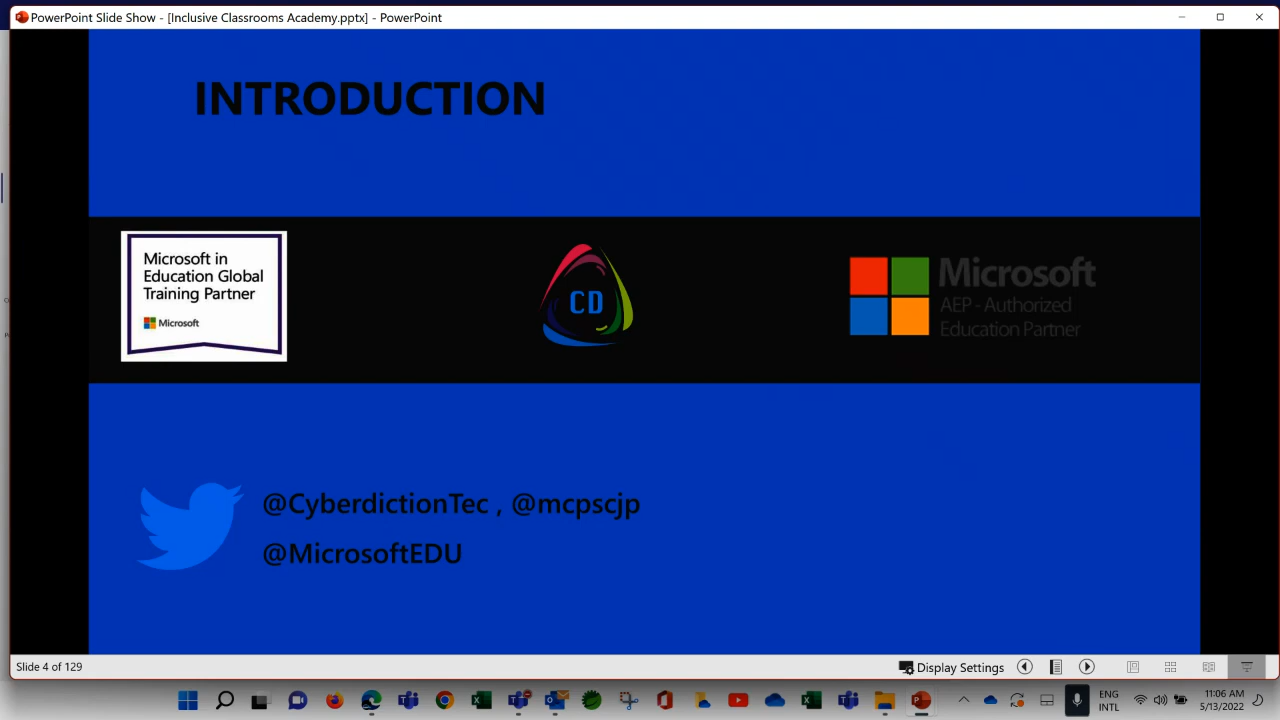 PowerPoint Slide Show - [Inclusive Classrooms Academy.pptx] - PowerPoint
INTRODUCTION
Microsoft in
Education Global
Training Partner
Microsoft
CD
Microsoft
AEP - Authorized
Education Partner
@CyberdictionTec , @mcpscjp
@MicrosoftEDU
Slide 4 of 129
Display Settings
ENG
INTL
11:06 AM
5/13/2022